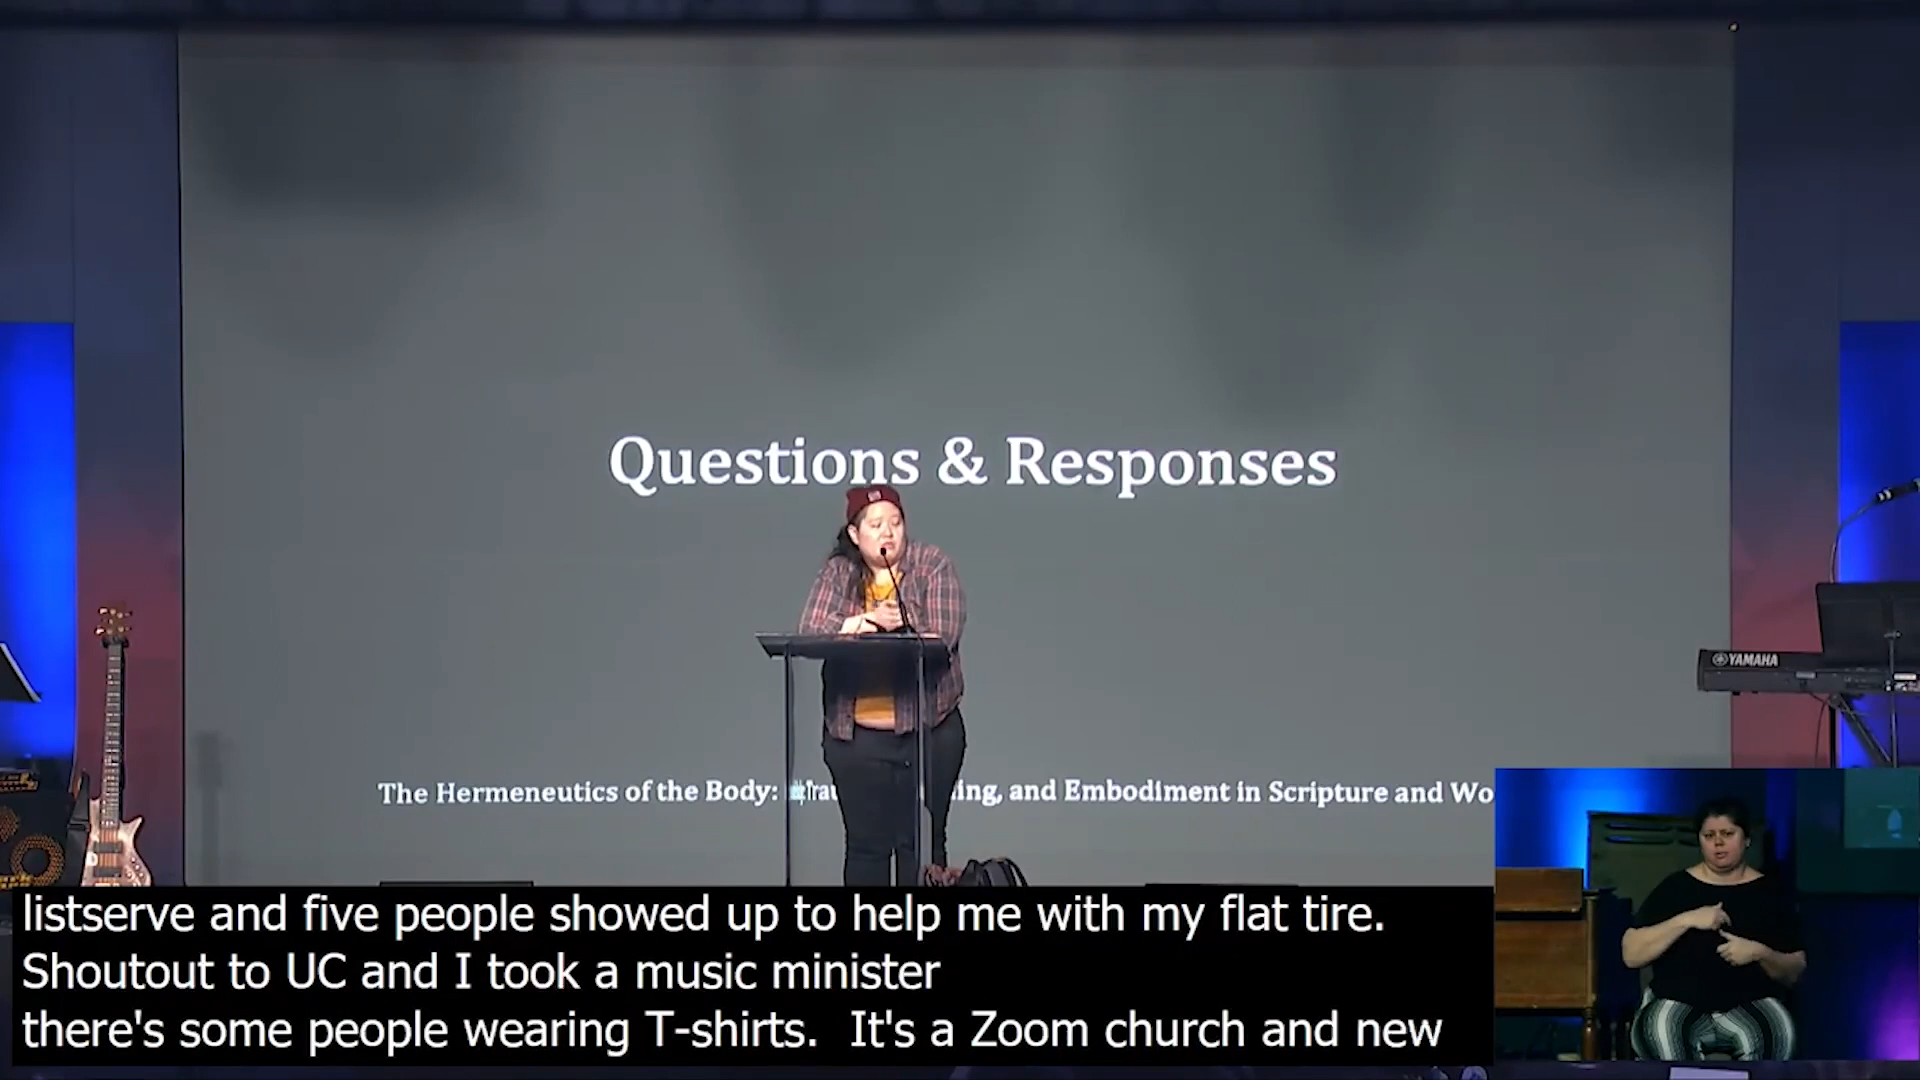 Questions & Responses
The Hermeneutics of the Body: ing, and Embodiment in Scripture and Wo
YAMAHA
listserve and five people showed up to help me with my flat tire.
Shoutout to UC and I took a music minister
there's some people wearing T-shirts. It's a Zoom church and new